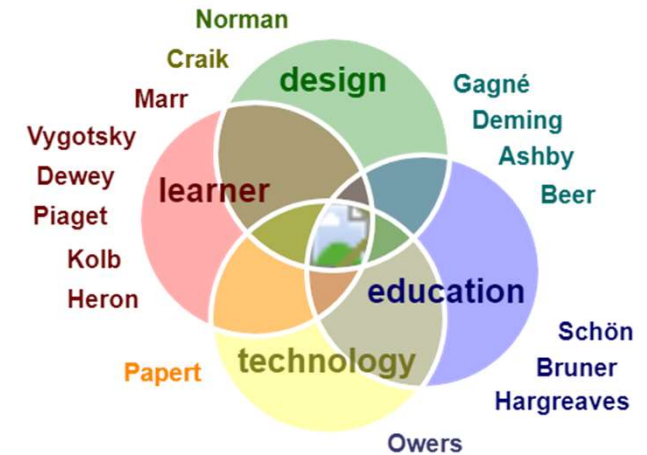 Norman
Craik
design
Gagné
Marr
Deming
Vygotsky
Ashby
Dewey
learner
Beer
Piaget
Kolb
education
Heron
Schön
technology
Papert
Bruner
Hargreaves
Owers